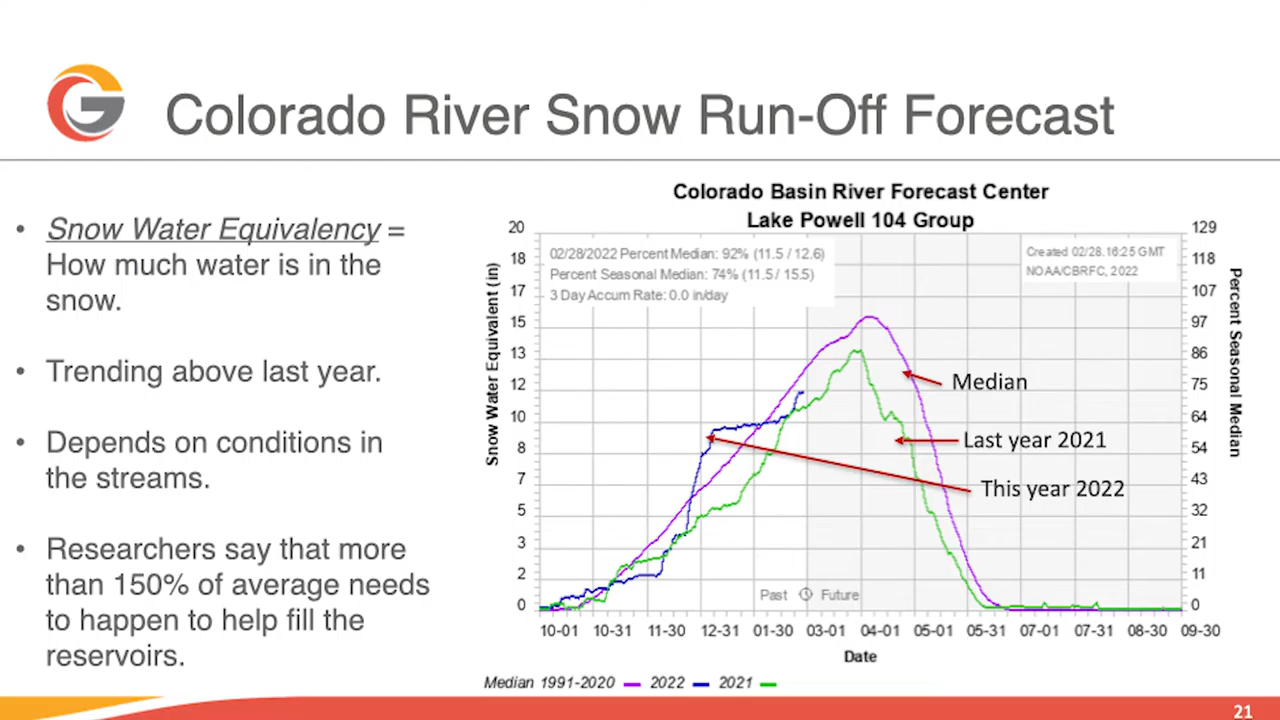 Colorado River Snow Run-Off Forecast
• Snow Water Equivalency =
How much water is in the
snow.
• Trending above last year.
• Depends on conditions in
the streams.
• Researchers say that more
than 150% of average needs
to happen to help fill the
reservoirs.
Colorado Basin River Forecast Center
Lake Powell 104 Group
02/28/2022 Percent Median: 92% (11.5 / 12.6)
Percent Seasonal Median: 74% (11.5 / 15.5)
3 Day Accum Rate: 0.0 in/day
Created 02/28.16:25 GMT
NOAA/CBRFC, 2022
Snow Water Equivalent (in)
20
18
17
15
13
12
10
8
7
5
3
2
0
129
118
107
97
86
75
64
54
43
32
21
11
0
Percent Seasonal Median
Median
Last year 2021
This year 2022
Past Future
10-01 10-31 11-30 12-31 01-30 03-01 04-01 05-01 05-31 07-01 07-31 08-30 09-30
Date
Median 1991-2020 2022 2021
21